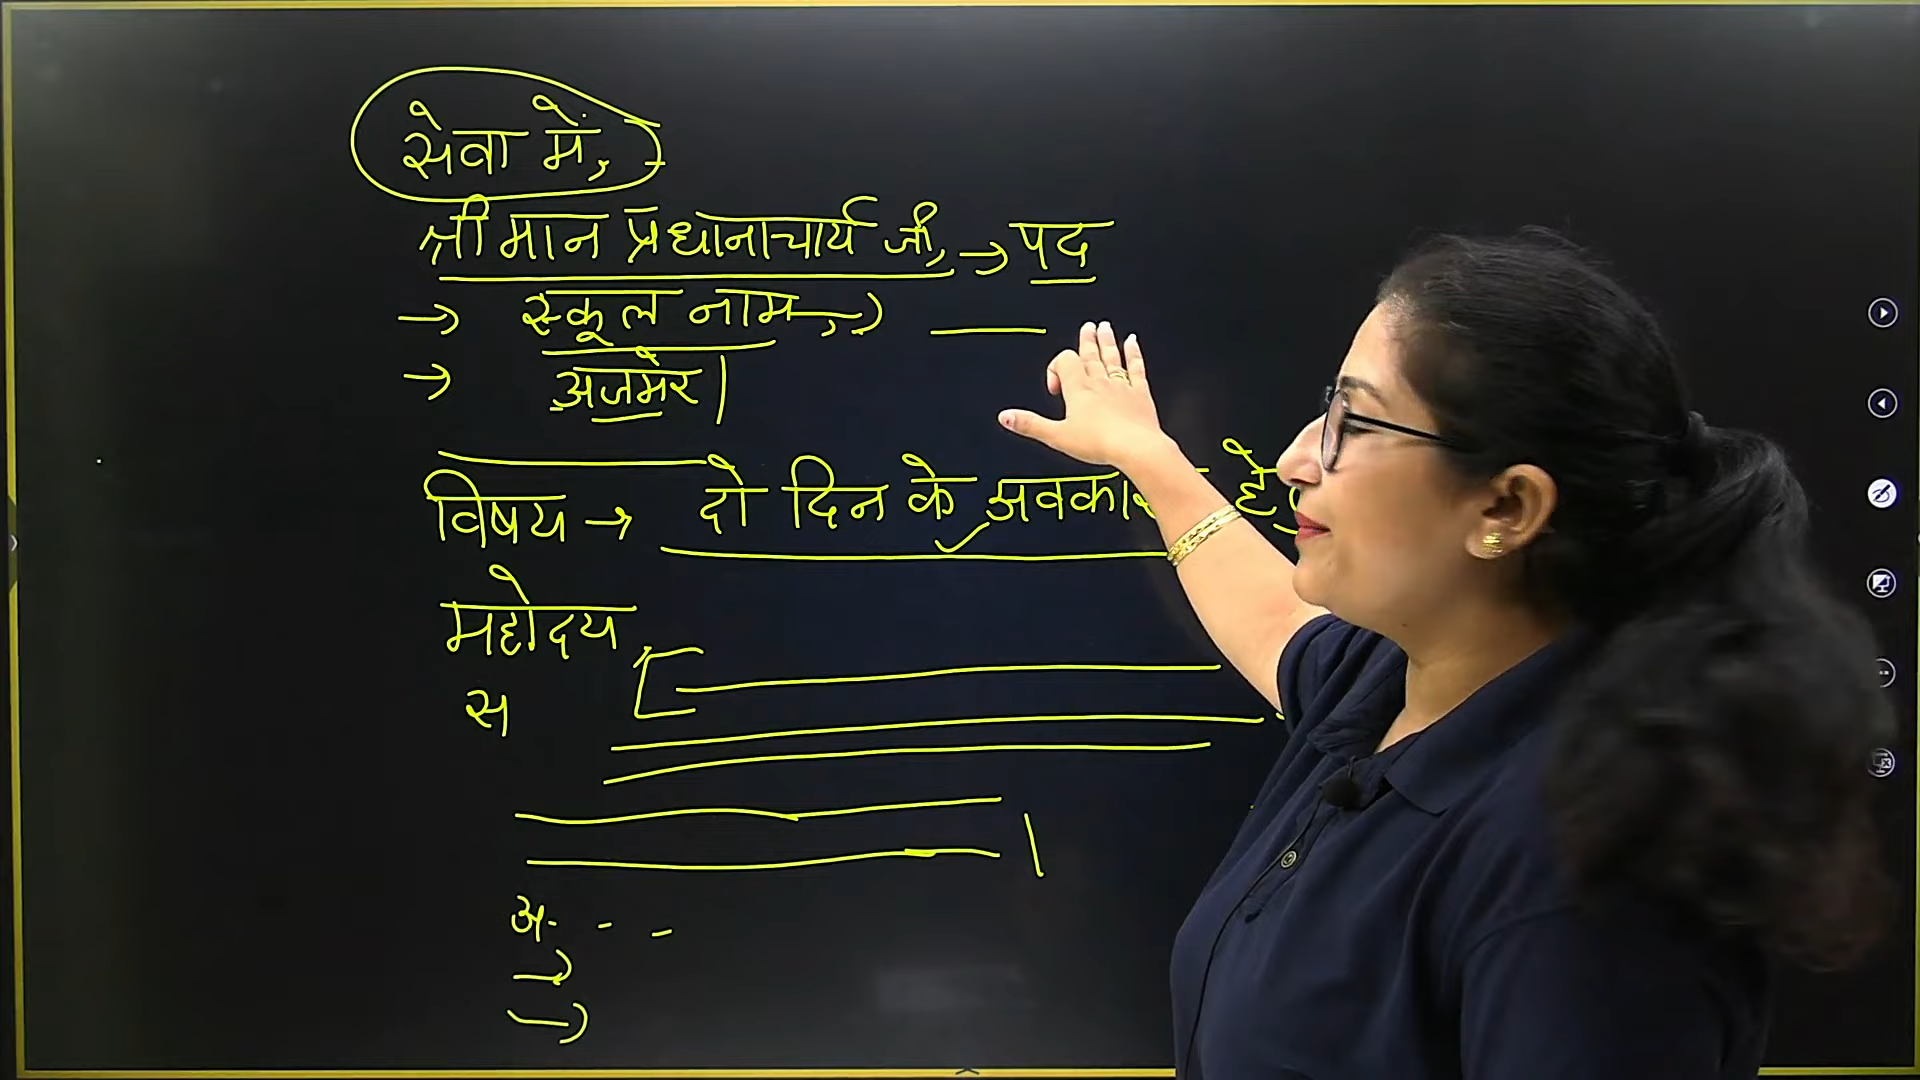 सेवा में,
श्रीमान प्रधानाचार्य जी, → पद
→ स्कूल नाम,
→ अजमेर।
विषय → दो दिन के अवकाश हेतु
महोदय,
स
अ - -